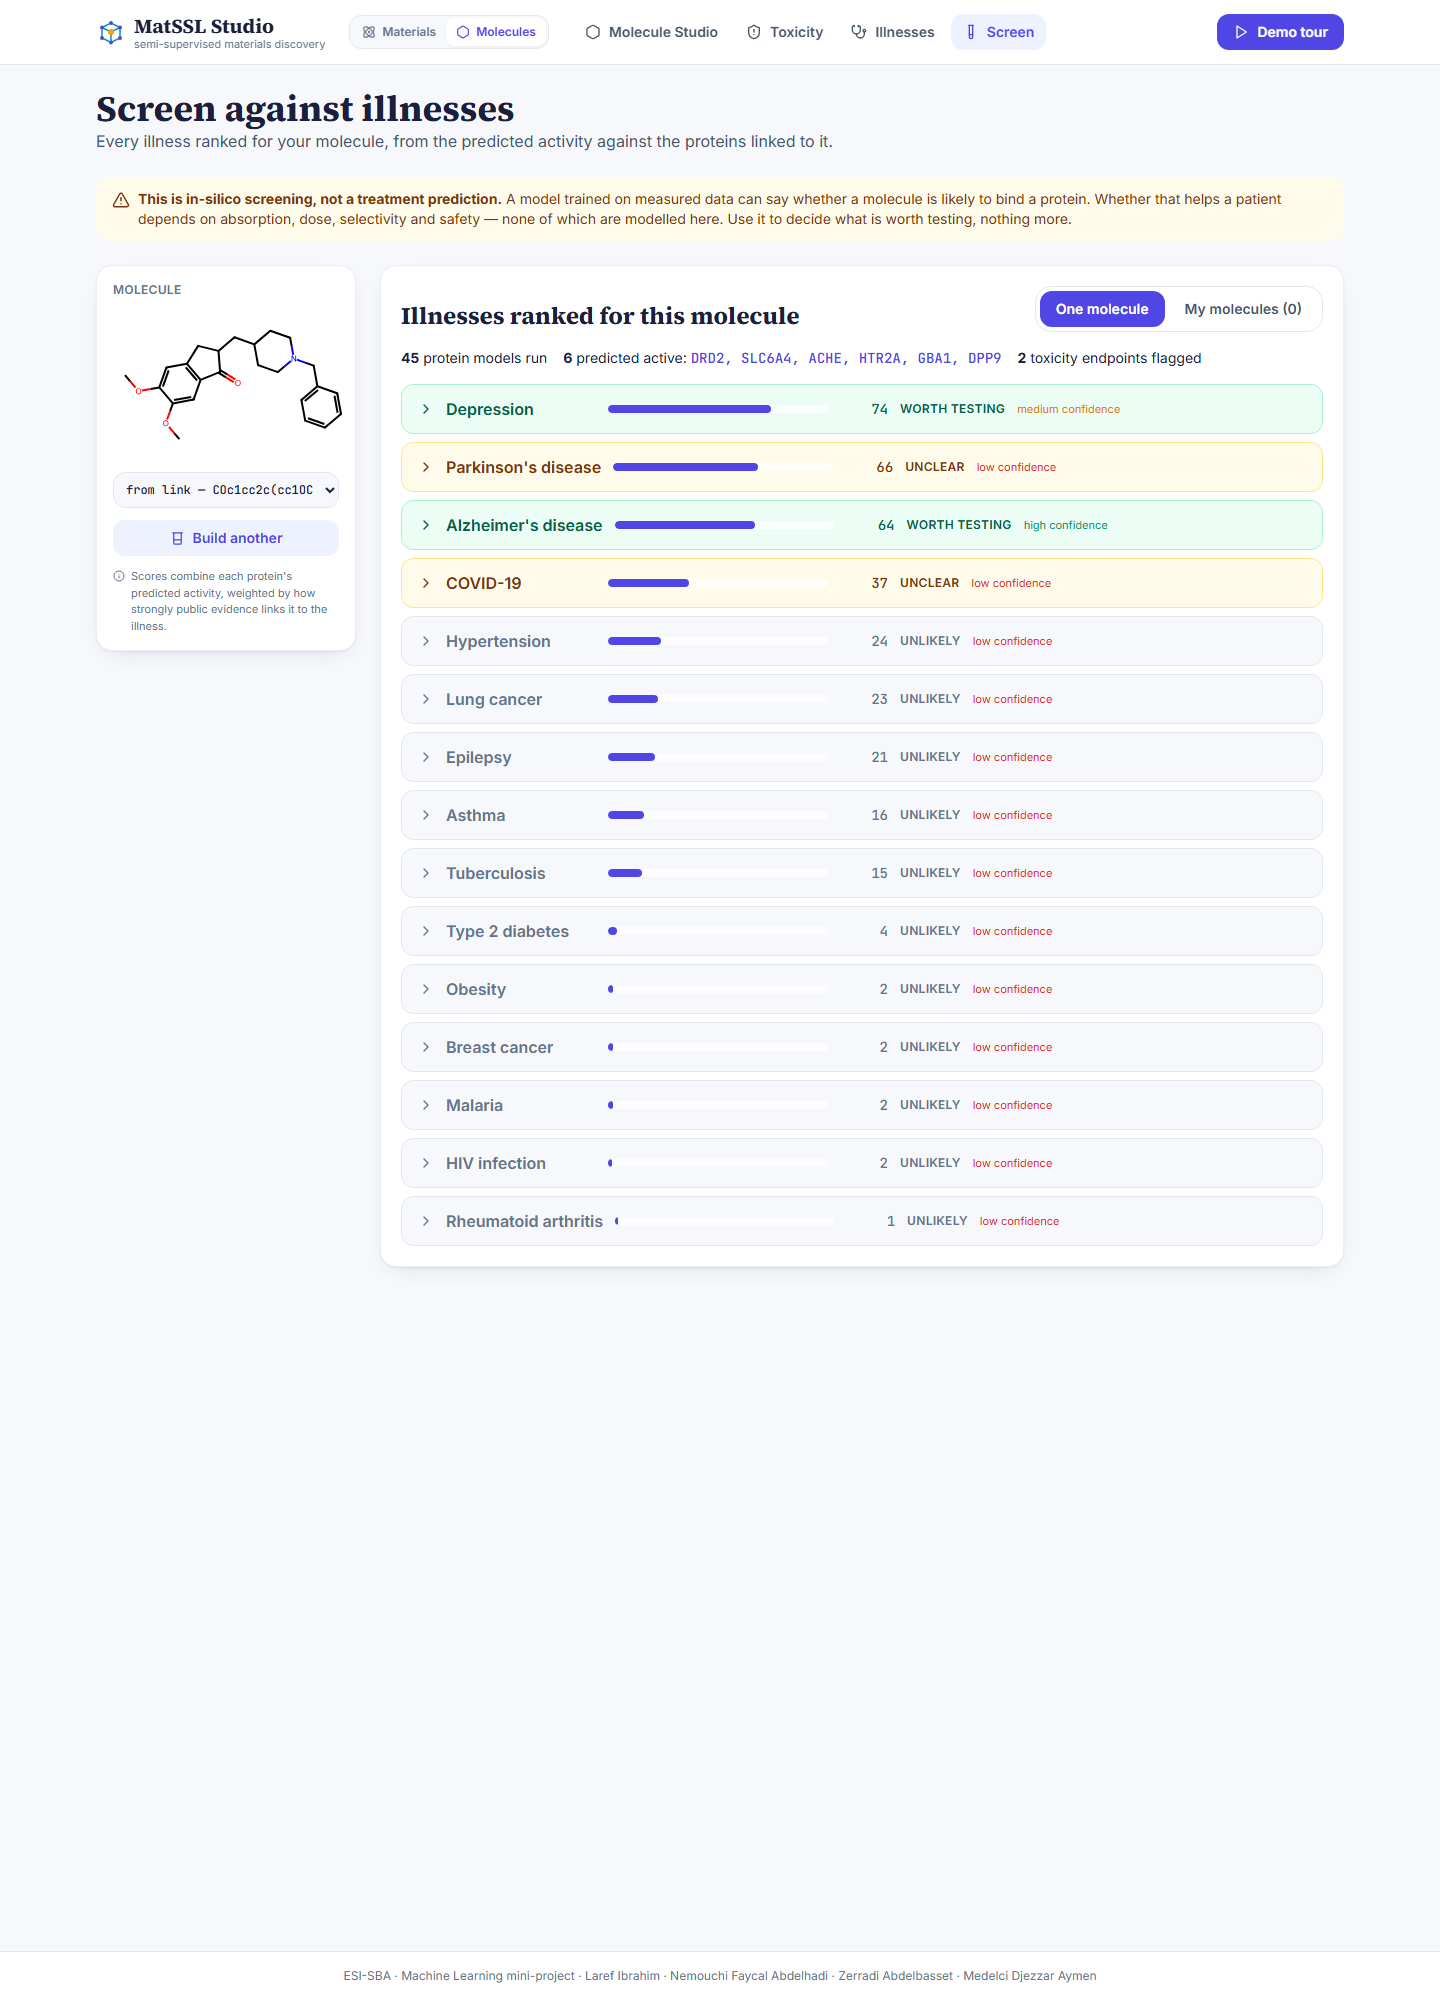 MatSSL Studio
semi-supervised materials discovery
Materials
Molecules
Molecule Studio
Toxicity
Illnesses
Screen
Demo tour
Screen against illnesses
Every illness ranked for your molecule, from the predicted activity against the proteins linked to it.
This is in-silico screening, not a treatment prediction. A model trained on measured data can say whether a molecule is likely to bind a protein. Whether that helps a patient
depends on absorption, dose, selectivity and safety — none of which are modelled here. Use it to decide what is worth testing, nothing more.
MOLECULE
N
O
O
O
from link — COc1cc2c(cc1OC
Build another
Scores combine each protein's
predicted activity, weighted by how
strongly public evidence links it to the
illness.
Illnesses ranked for this molecule
One molecule
My molecules (0)
45 protein models run 6 predicted active: DRD2, SLC6A4, ACHE, HTR2A, GBA1, DPP9 2 toxicity endpoints flagged
Depression 74 WORTH TESTING medium confidence
Parkinson's disease 66 UNCLEAR low confidence
Alzheimer's disease 64 WORTH TESTING high confidence
COVID-19 37 UNCLEAR low confidence
Hypertension 24 UNLIKELY low confidence
Lung cancer 23 UNLIKELY low confidence
Epilepsy 21 UNLIKELY low confidence
Asthma 16 UNLIKELY low confidence
Tuberculosis 15 UNLIKELY low confidence
Type 2 diabetes 4 UNLIKELY low confidence
Obesity 2 UNLIKELY low confidence
Breast cancer 2 UNLIKELY low confidence
Malaria 2 UNLIKELY low confidence
HIV infection 2 UNLIKELY low confidence
Rheumatoid arthritis 1 UNLIKELY low confidence
ESI-SBA · Machine Learning mini-project · Laref Ibrahim · Nemouchi Faycal Abdelhadi · Zerradi Abdelbasset · Medelci Djezzar Aymen